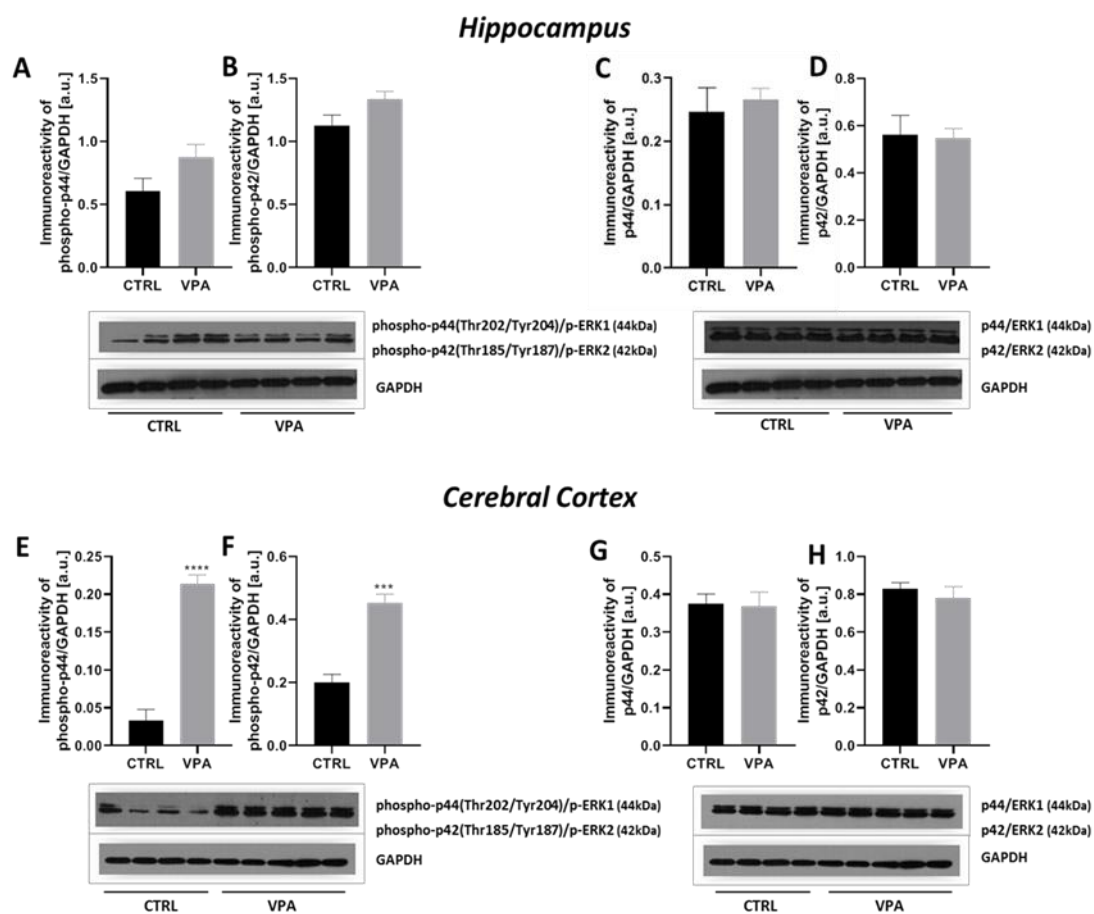 Hippocampus
A
Immunoreactivity of
phospho-p44/GAPDH [a.u.]
1.5
1.0
0.5
0.0
CTRL VPA
B
Immunoreactivity of
phospho-p42/GAPDH [a.u.]
1.5
1.0
0.5
0.0
CTRL VPA
C
Immunoreactivity of
p44/GAPDH [a.u.]
0.3
0.2
0.1
0.0
CTRL VPA
D
Immunoreactivity of
p42/GAPDH [a.u.]
0.8
0.6
0.4
0.2
0.0
CTRL VPA
phospho-p44(Thr202/Tyr204)/p-ERK1 (44kDa)
phospho-p42(Thr185/Tyr187)/p-ERK2 (42kDa)
GAPDH
CTRL VPA
p44/ERK1 (44kDa)
p42/ERK2 (42kDa)
GAPDH
CTRL VPA
Cerebral Cortex
E
Immunoreactivity of
phospho-p44/GAPDH [a.u.]
0.25
0.20
0.15
0.10
0.05
0.00
****
CTRL VPA
F
Immunoreactivity of
phospho-p42/GAPDH [a.u.]
0.6
0.4
0.2
0.0
***
CTRL VPA
G
Immunoreactivity of
p44/GAPDH [a.u.]
0.5
0.4
0.3
0.2
0.1
0.0
CTRL VPA
H
Immunoreactivity of
p42/GAPDH [a.u.]
1.0
0.8
0.6
0.4
0.2
0.0
CTRL VPA
phospho-p44(Thr202/Tyr204)/p-ERK1 (44kDa)
phospho-p42(Thr185/Tyr187)/p-ERK2 (42kDa)
GAPDH
CTRL VPA
p44/ERK1 (44kDa)
p42/ERK2 (42kDa)
GAPDH
CTRL VPA